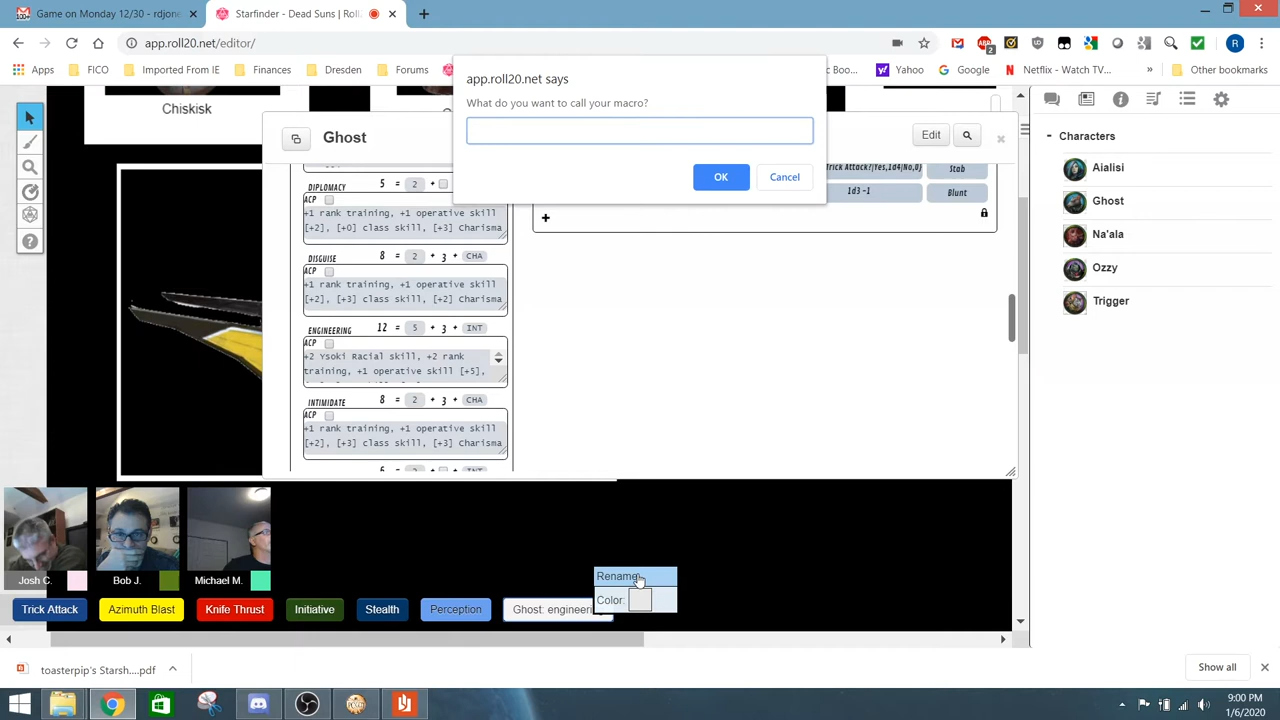 Game on Monday 12/30 - rdjone
Starfinder - Dead Suns | Roll
app.roll20.net/editor/
Apps
FICO
Imported From IE
Finances
Dresden
Forums
Boo...
Yahoo
Google
Netflix - Watch TV...
Other bookmarks
app.roll20.net says
What do you want to call your macro?
OK
Cancel
Chiskisk
Ghost
Edit
DIPLOMACY 5 = 2 +
ACP
+1 rank training, +1 operative skill
[+2], [+0] class skill, [+3] Charisma
DISGUISE 8 = 2 + 3 + CHA
ACP
+1 rank training, +1 operative skill
[+2], [+3] class skill, [+2] Charisma
ENGINEERING 12 = 5 + 3 + INT
ACP
+2 Ysoki Racial skill, +2 rank
training, +1 operative skill [+5],
INTIMIDATE 8 = 2 + 3 + CHA
ACP
+1 rank training, +1 operative skill
[+2], [+3] class skill, [+3] Charisma
rick Attack?|Yes,1d4|No,0} Stab
1d3 -1 Blunt
+
Characters
Aialisi
Ghost
Na'ala
Ozzy
Trigger
Josh C.
Bob J.
Michael M.
Rename
Color:
Trick Attack
Azimuth Blast
Knife Thrust
Initiative
Stealth
Perception
Ghost: engineering
toasterpip's Starsh....pdf
Show all
9:00 PM
1/6/2020